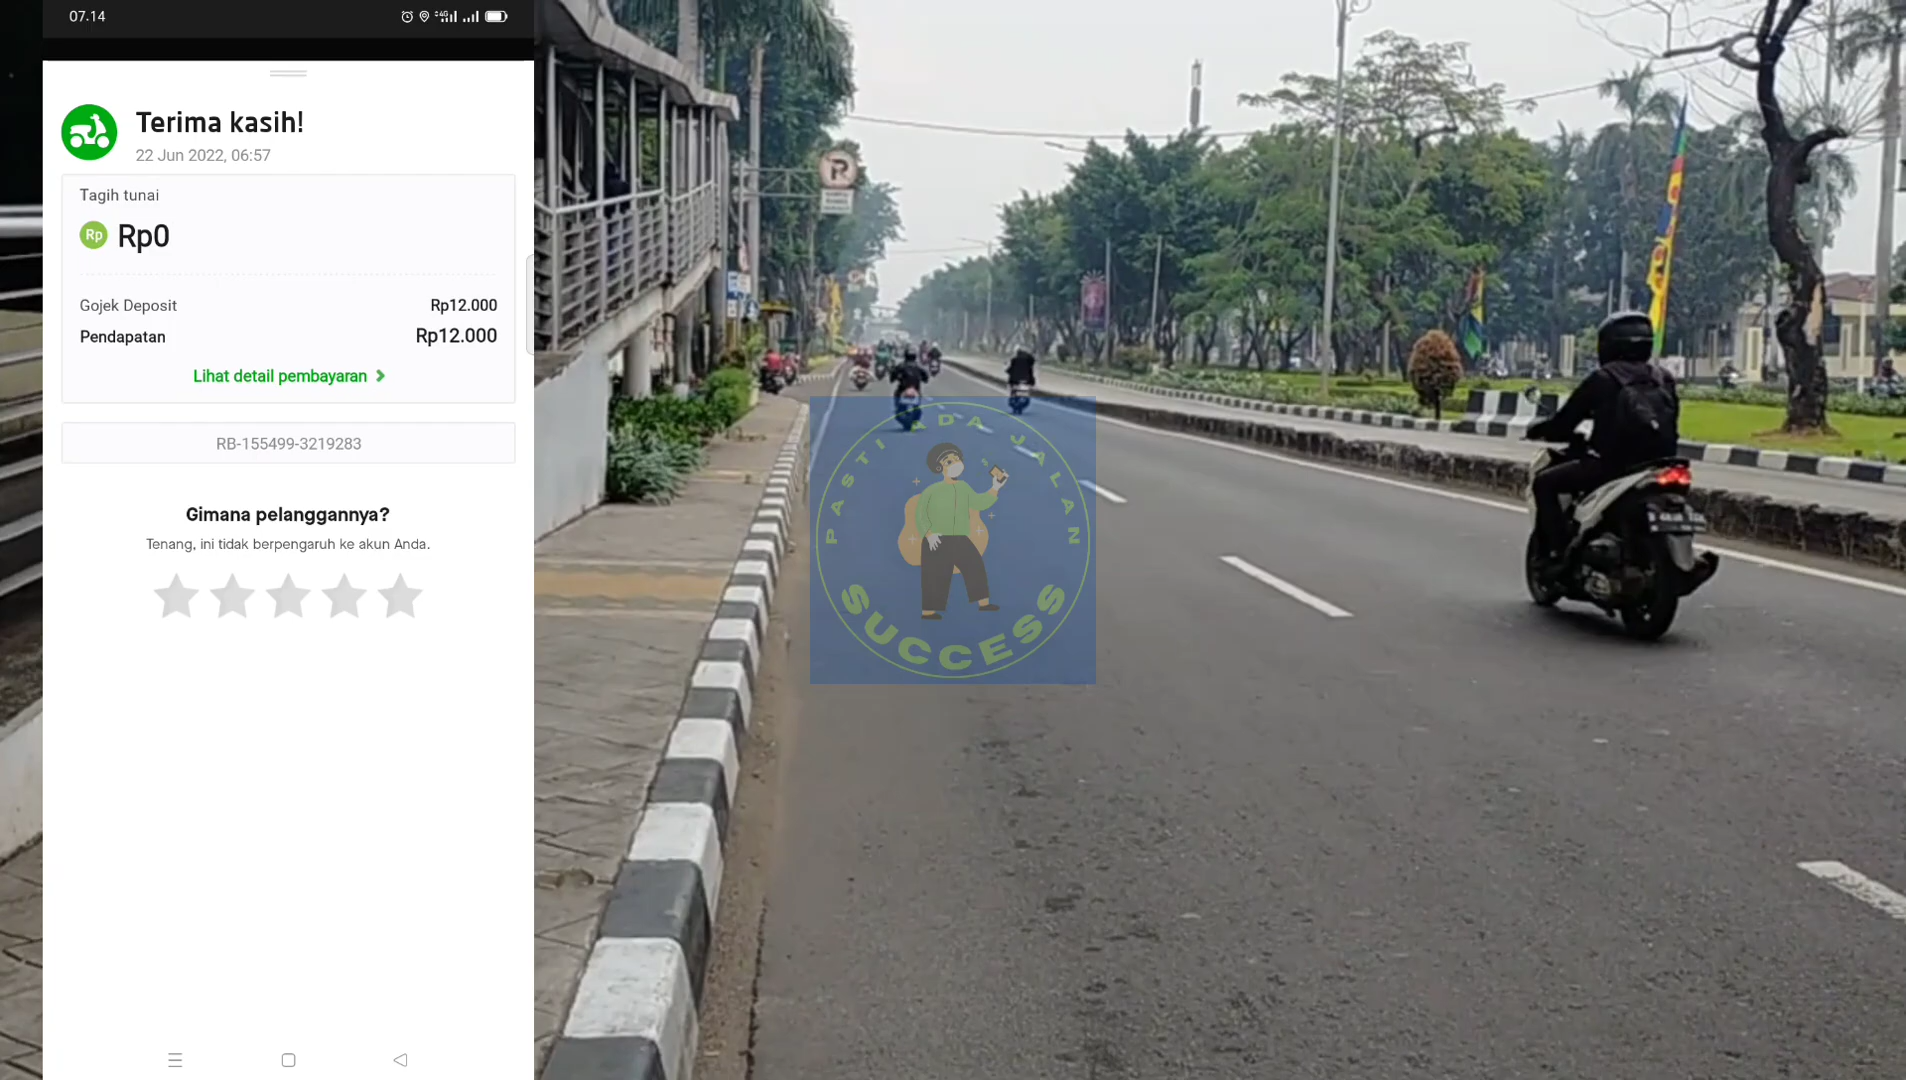 07.14
Terima kasih!
22 Jun 2022, 06:57
Tagih tunai
Rp Rp0
Gojek Deposit Rp12.000
Pendapatan Rp12.000
Lihat detail pembayaran
RB-155499-3219283
Gimana pelanggannya?
Tenang, ini tidak berpengaruh ke akun Anda.
PASTI ADA JALAN
SUCCESS